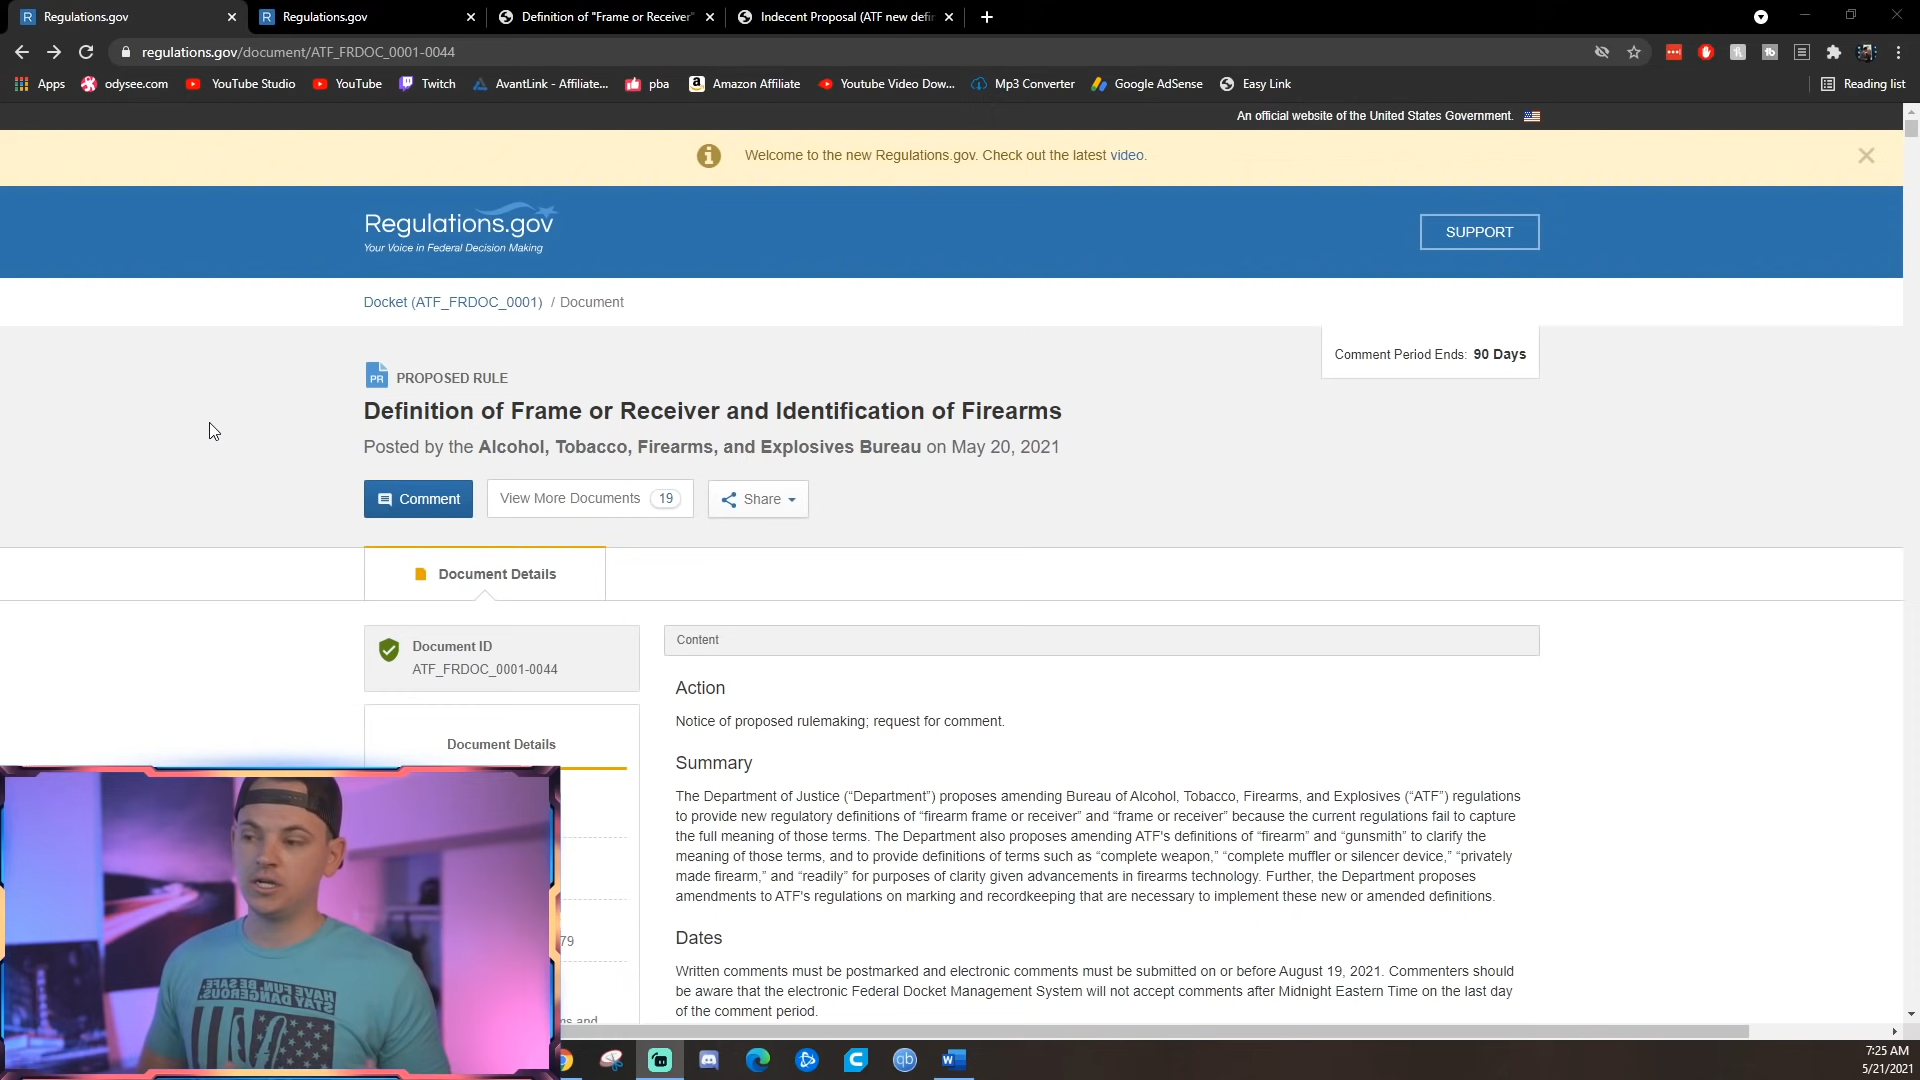 Regulations.gov
Regulations.gov
Definition of "Frame or Receiver"
Indecent Proposal (ATF new defin
regulations.gov/document/ATF_FRDOC_0001-0044
Apps
odysee.com
YouTube Studio
YouTube
Twitch
AvantLink - Affiliate...
pba
Amazon Affiliate
Youtube Video Dow...
Mp3 Converter
Google AdSense
Easy Link
Reading list
An official website of the United States Government.
Welcome to the new Regulations.gov. Check out the latest video.
Regulations.gov
Your Voice in Federal Decision Making
SUPPORT
Docket (ATF_FRDOC_0001) / Document
Comment Period Ends: 90 Days
PR PROPOSED RULE
Definition of Frame or Receiver and Identification of Firearms
Posted by the Alcohol, Tobacco, Firearms, and Explosives Bureau on May 20, 2021
Comment
View More Documents 19
Share
Document Details
Document ID
ATF_FRDOC_0001-0044
Document Details
79
ms and
Content
Action
Notice of proposed rulemaking; request for comment.
Summary
The Department of Justice (“Department”) proposes amending Bureau of Alcohol, Tobacco, Firearms, and Explosives (“ATF”) regulations
to provide new regulatory definitions of “firearm frame or receiver” and “frame or receiver” because the current regulations fail to capture
the full meaning of those terms. The Department also proposes amending ATF's definitions of “firearm” and “gunsmith” to clarify the
meaning of those terms, and to provide definitions of terms such as “complete weapon,” “complete muffler or silencer device,” “privately
made firearm,” and “readily” for purposes of clarity given advancements in firearms technology. Further, the Department proposes
amendments to ATF's regulations on marking and recordkeeping that are necessary to implement these new or amended definitions.
Dates
Written comments must be postmarked and electronic comments must be submitted on or before August 19, 2021. Commenters should
be aware that the electronic Federal Docket Management System will not accept comments after Midnight Eastern Time on the last day
of the comment period.
HAVE FUN. BE SAFE.
STAY DANGEROUS.
qb
7:25 AM
5/21/2021